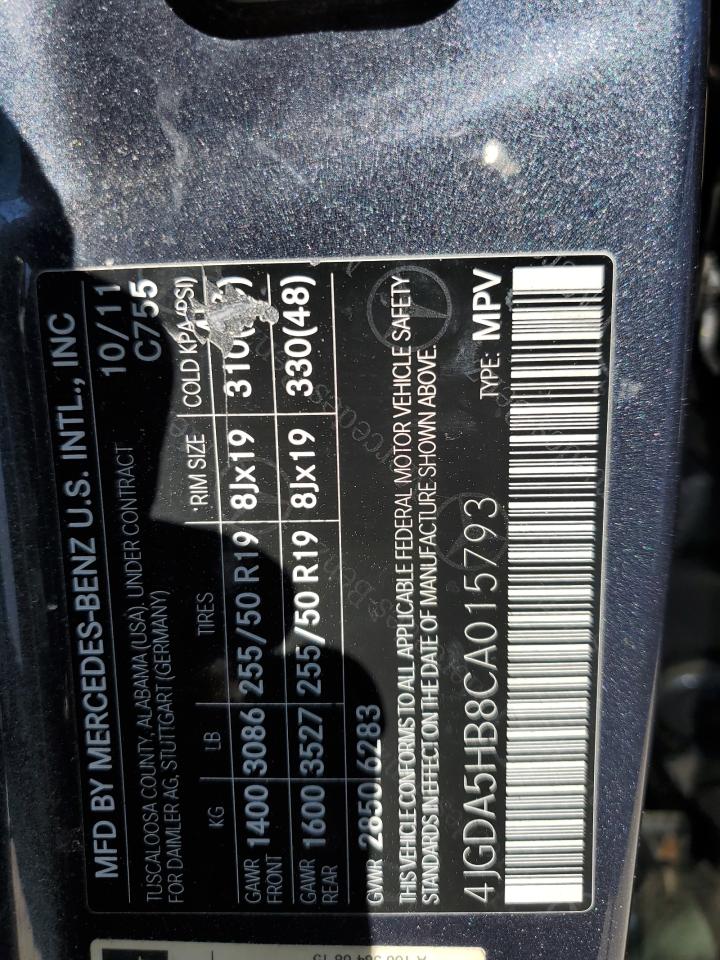 MFD BY MERCEDES-BENZ U.S. INTL., INC
TUSCALOOSA COUNTY, ALABAMA (USA), UNDER CONTRACT 10/11
FOR DAIMLER AG, STUTTGART (GERMANY) C755
KG LB TIRES RIM SIZE COLD KPA (PSI)
GAWR FRONT 1400 3086 255/50 R19 8Jx19
GAWR REAR 1600 3527 255/50 R19 8Jx19 330(48)
GVWR 2850 6283
THIS VEHICLE CONFORMS TO ALL APPLICABLE FEDERAL MOTOR VEHICLE SAFETY
STANDARDS IN EFFECT ON THE DATE OF MANUFACTURE SHOWN ABOVE.
4JGDA5HB8CA015793 TYPE: MPV